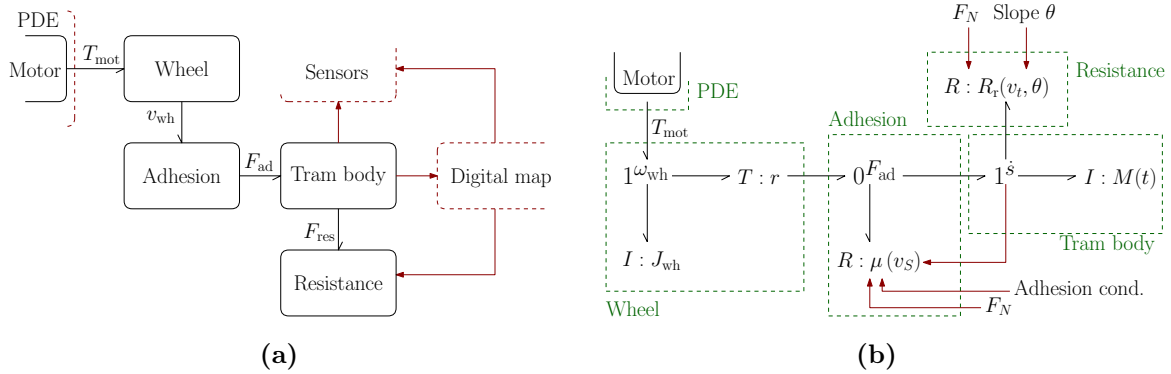 PDE
Motor
T_mot
Wheel
Sensors
v_wh
Adhesion
F_ad
Tram body
Digital map
F_res
Resistance
(a)
F_N
Slope θ
Motor
PDE
R : R_r(v_t, θ)
Resistance
T_mot
Adhesion
1^{ω_wh}
T : r
0^{F_ad}
1^{ṡ}
I : M(t)
I : J_wh
R : μ (v_S)
Tram body
Adhesion cond.
Wheel
F_N
(b)